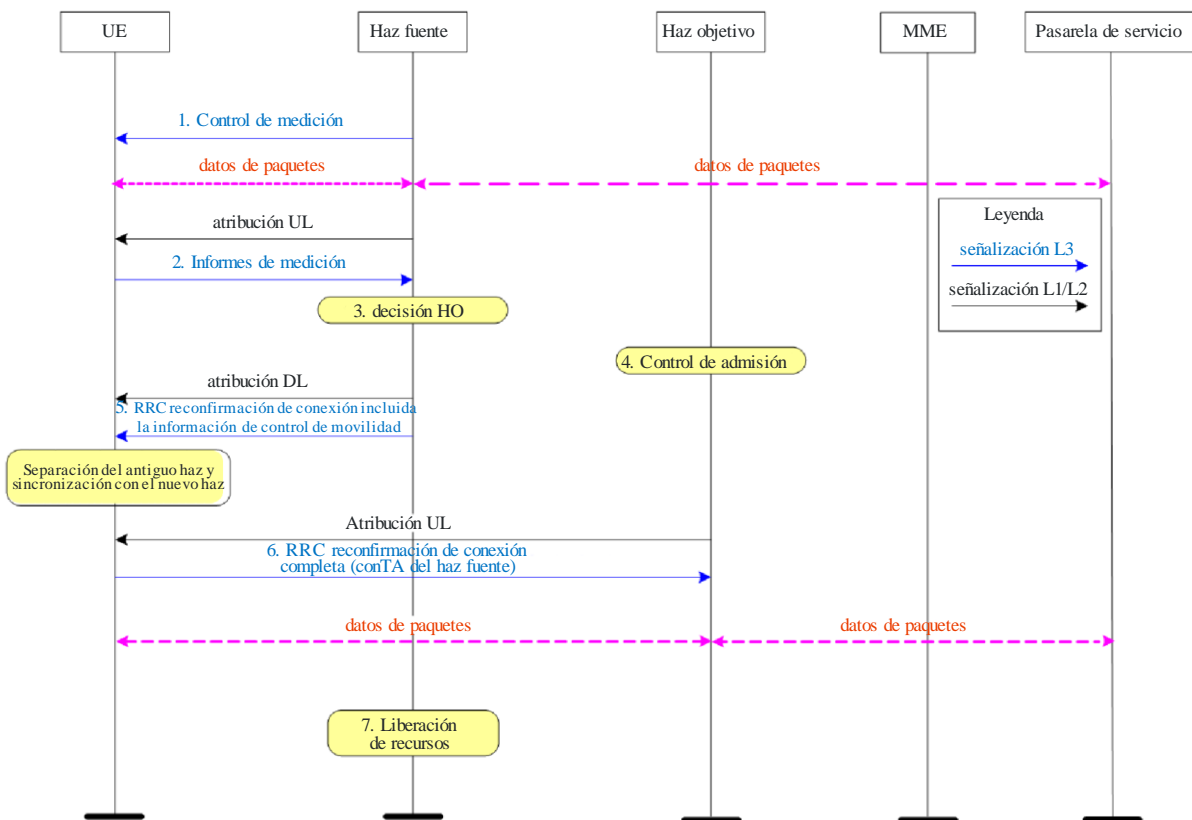 UE
Haz fuente
Haz objetivo
MME
Pasarela de servicio
1. Control de medición
datos de paquetes
datos de paquetes
atribución UL
Leyenda
señalización L3
señalización L1/L2
2. Informes de medición
3. decisión HO
4. Control de admisión
atribución DL
5. RRC reconfirmación de conexión incluida
la información de control de movilidad
Separación del antiguo haz y
sincronización con el nuevo haz
Atribución UL
6. RRC reconfirmación de conexión
completa (conTA del haz fuente)
datos de paquetes
datos de paquetes
7. Liberación
de recursos